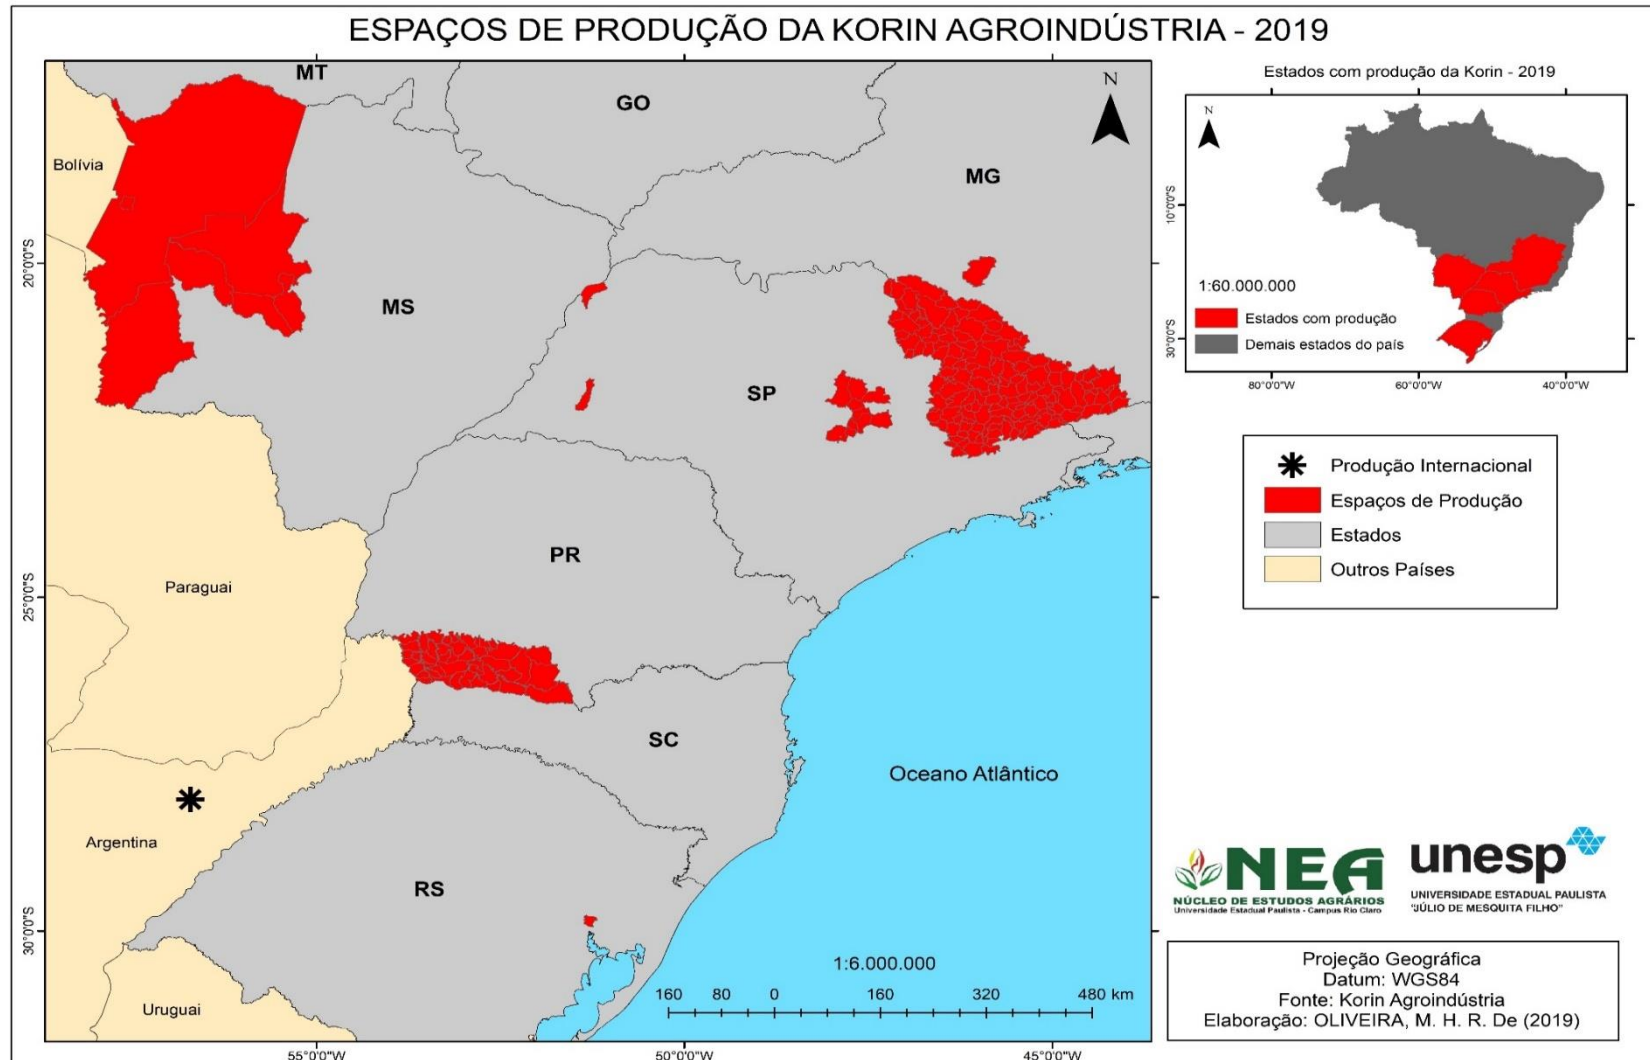 ESPAÇOS DE PRODUÇÃO DA KORIN AGROINDÚSTRIA - 2019
MT
GO
MG
MS
SP
PR
SC
RS
Bolívia
Paraguai
Argentina
Uruguai
Oceano Atlântico
N
20°0'0"S
25°0'0"S
30°0'0"S
55°0'0"W
50°0'0"W
45°0'0"W
1:6.000.000
160 80 0 160 320 480 km
Estados com produção da Korin - 2019
N
10°0'0"S
30°0'0"S
80°0'0"W
60°0'0"W
40°0'0"W
1:60.000.000
Estados com produção
Demais estados do país
Produção Internacional
Espaços de Produção
Estados
Outros Países
NEA
NÚCLEO DE ESTUDOS AGRÁRIOS
Universidade Estadual Paulista - Campus Rio Claro
unesp
UNIVERSIDADE ESTADUAL PAULISTA
"JÚLIO DE MESQUITA FILHO"
Projeção Geográfica
Datum: WGS84
Fonte: Korin Agroindústria
Elaboração: OLIVEIRA, M. H. R. De (2019)